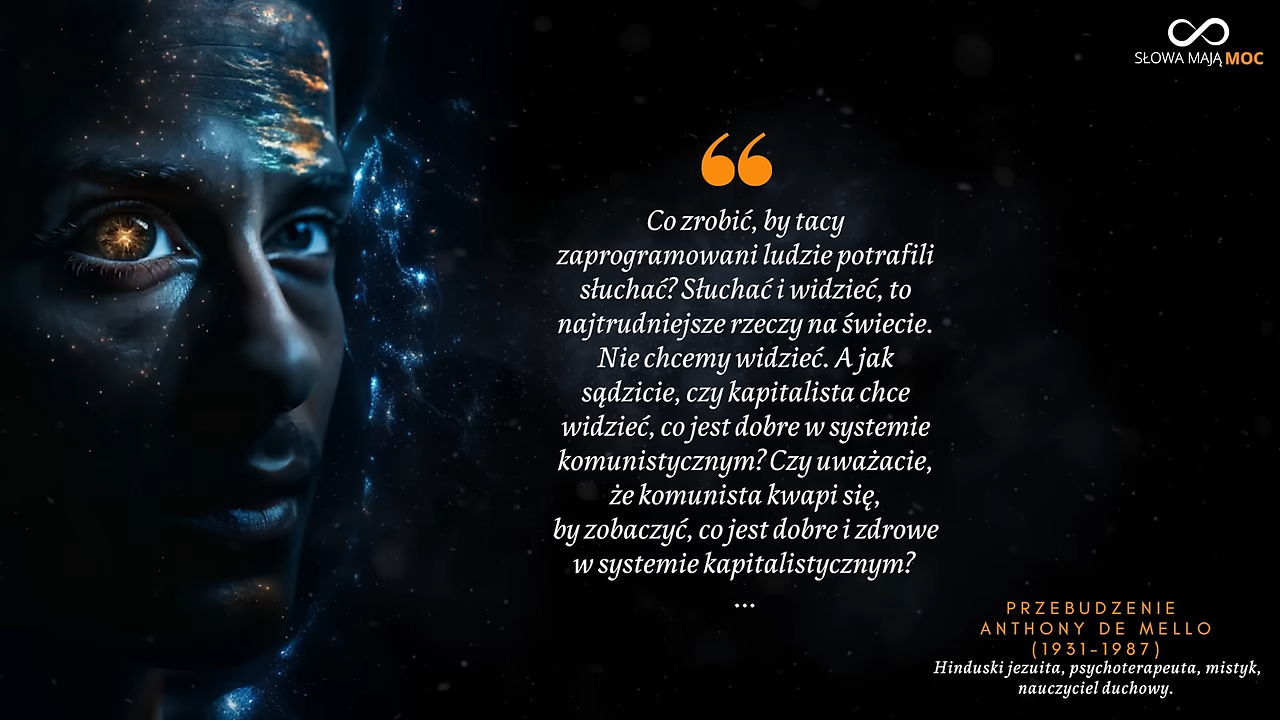 SŁOWA MAJĄ MOC
Co zrobić, by tacy
zaprogramowani ludzie potrafili
słuchać? Słuchać i widzieć, to
najtrudniejsze rzeczy na świecie.
Nie chcemy widzieć. A jak
sądzicie, czy kapitalista chce
widzieć, co jest dobre w systemie
komunistycznym? Czy uważacie,
że komunista kwapi się,
by zobaczyć, co jest dobre i zdrowe
w systemie kapitalistycznym?
...
PRZEBUDZENIE
ANTHONY DE MELLO
(1931-1987)
Hinduski jezuita, psychoterapeuta, mistyk,
nauczyciel duchowy.